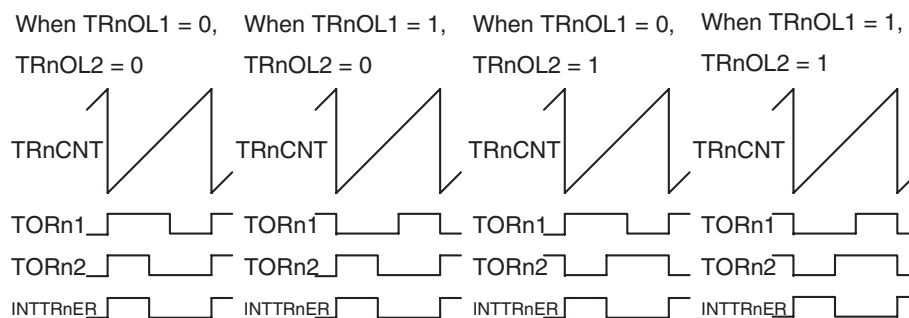 When TRnOL1 = 0, When TRnOL1 = 1, When TRnOL1 = 0, When TRnOL1 = 1,
TRnOL2 = 0 TRnOL2 = 0 TRnOL2 = 1 TRnOL2 = 1
TRnCNT TRnCNT TRnCNT TRnCNT
TORn1 TORn1 TORn1 TORn1
TORn2 TORn2 TORn2 TORn2
INTTRnER INTTRnER INTTRnER INTTRnER